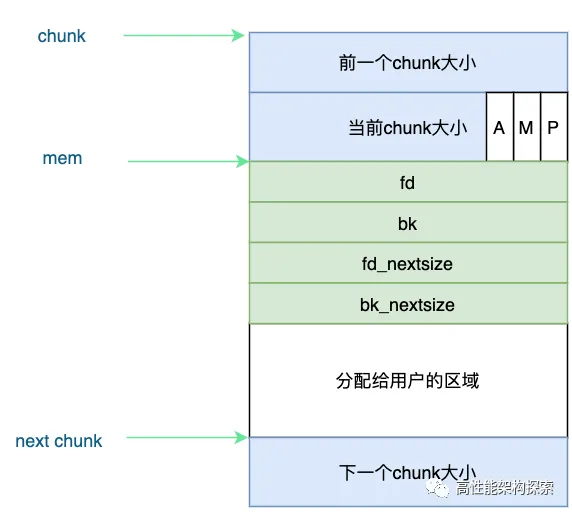 chunk
前一个chunk大小
当前chunk大小 A M P
mem
fd
bk
fd_nextsize
bk_nextsize
分配给用户的区域
next chunk
下一个chunk大小
高性能架构探索